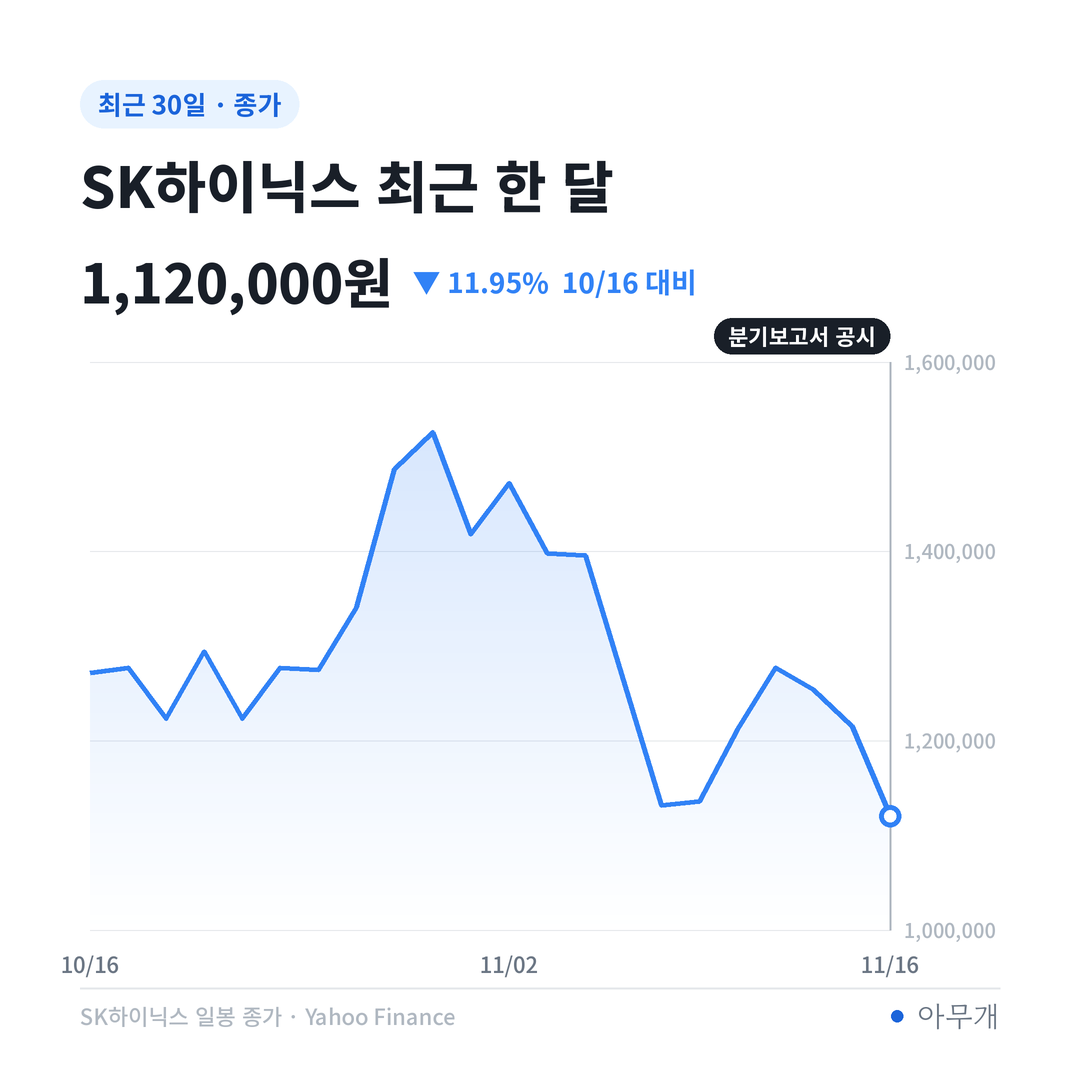 최근 30일 · 종가
SK하이닉스 최근 한 달
1,120,000원 ▼ 11.95% 10/16 대비
분기보고서 공시
1,600,000
1,400,000
1,200,000
1,000,000
10/16 11/02 11/16
SK하이닉스 일봉 종가 · Yahoo Finance
아무개